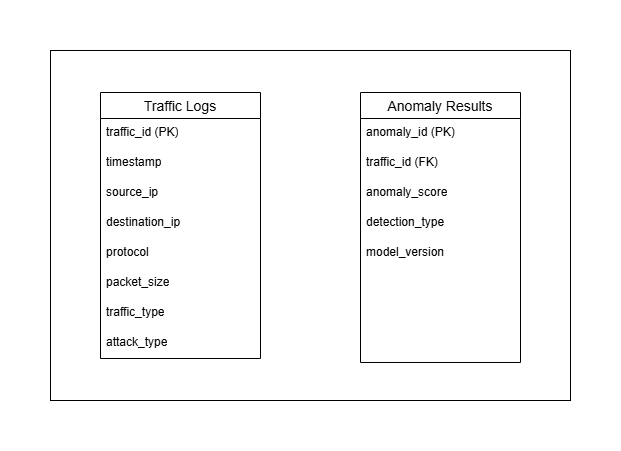 Traffic Logs
traffic_id (PK)
timestamp
source_ip
destination_ip
protocol
packet_size
traffic_type
attack_type
Anomaly Results
anomaly_id (PK)
traffic_id (FK)
anomaly_score
detection_type
model_version